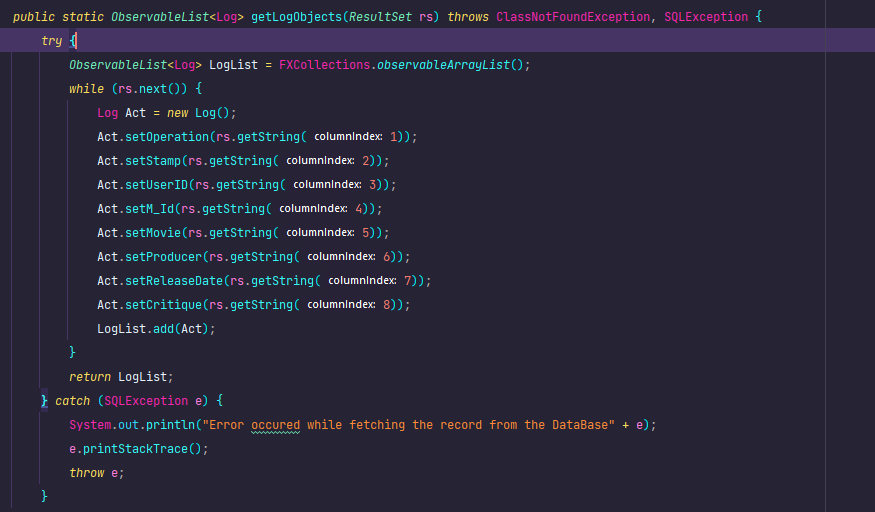 public static ObservableList<Log> getLogObjects(ResultSet rs) throws ClassNotFoundException, SQLException {
try {
ObservableList<Log> LogList = FXCollections.observableArrayList();
while (rs.next()) {
Log Act = new Log();
Act.setOperation(rs.getString( columnIndex: 1));
Act.setStamp(rs.getString( columnIndex: 2));
Act.setUserID(rs.getString( columnIndex: 3));
Act.setM_Id(rs.getString( columnIndex: 4));
Act.setMovie(rs.getString( columnIndex: 5));
Act.setProducer(rs.getString( columnIndex: 6));
Act.setReleaseDate(rs.getString( columnIndex: 7));
Act.setCritique(rs.getString( columnIndex: 8));
LogList.add(Act);
}
return LogList;
} catch (SQLException e) {
System.out.println("Error occured while fetching the record from the DataBase" + e);
e.printStackTrace();
throw e;
}